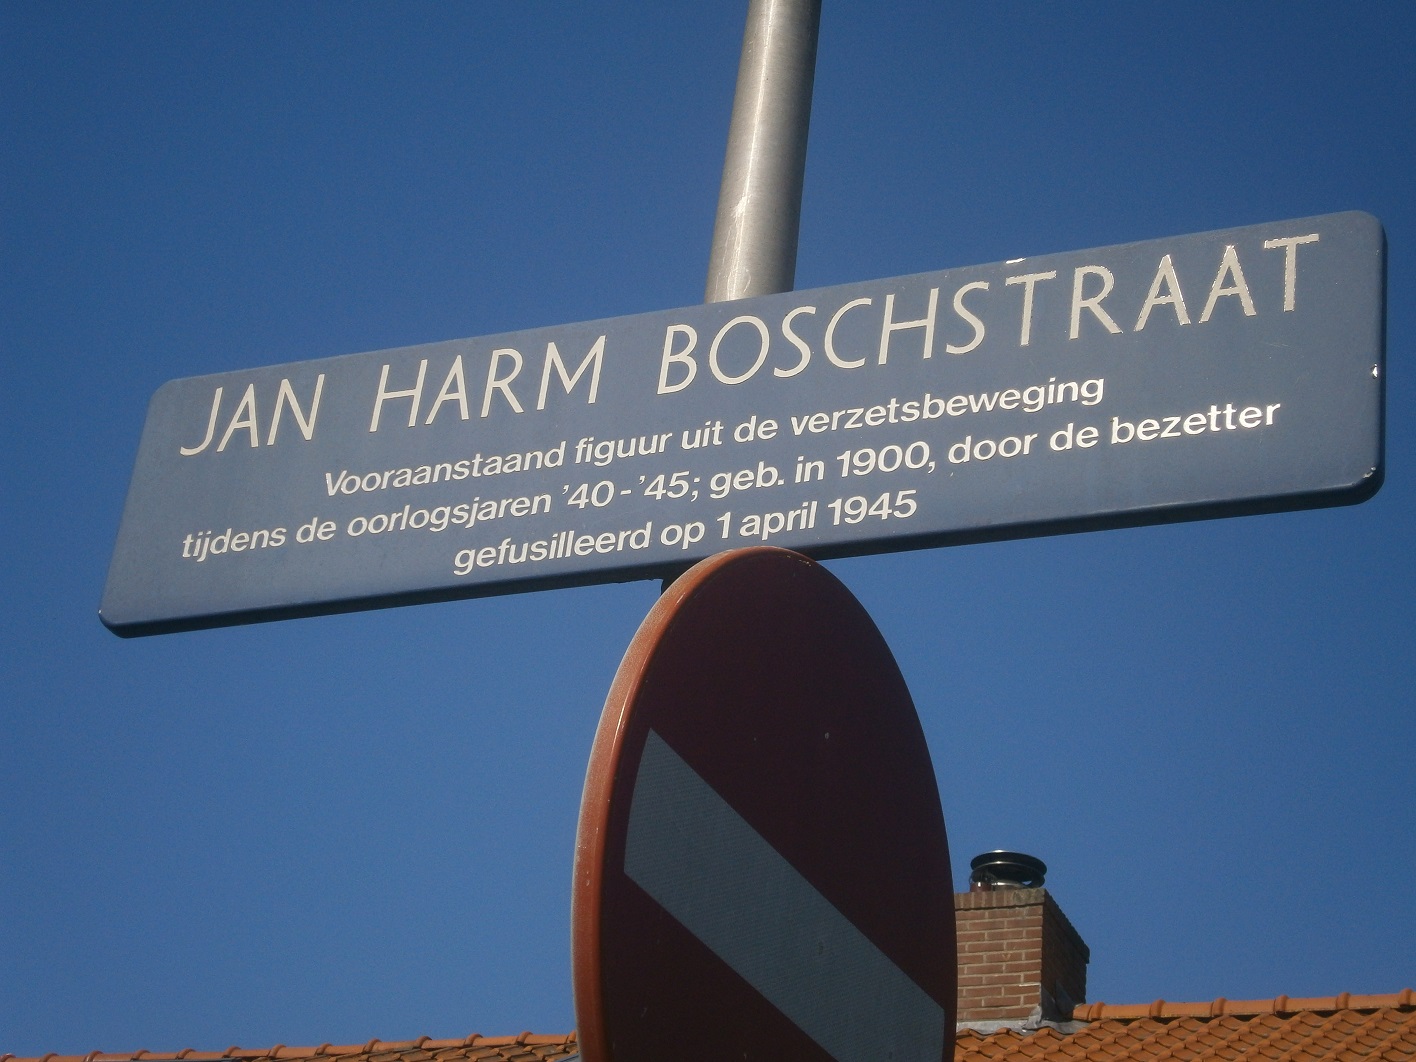 JAN HARM BOSCHSTRAAT
Vooraanstaand figuur uit de verzetsbeweging
tijdens de oorlogsjaren '40-'45; geb. in 1900, door de bezetter
gefusilleerd op 1 april 1945